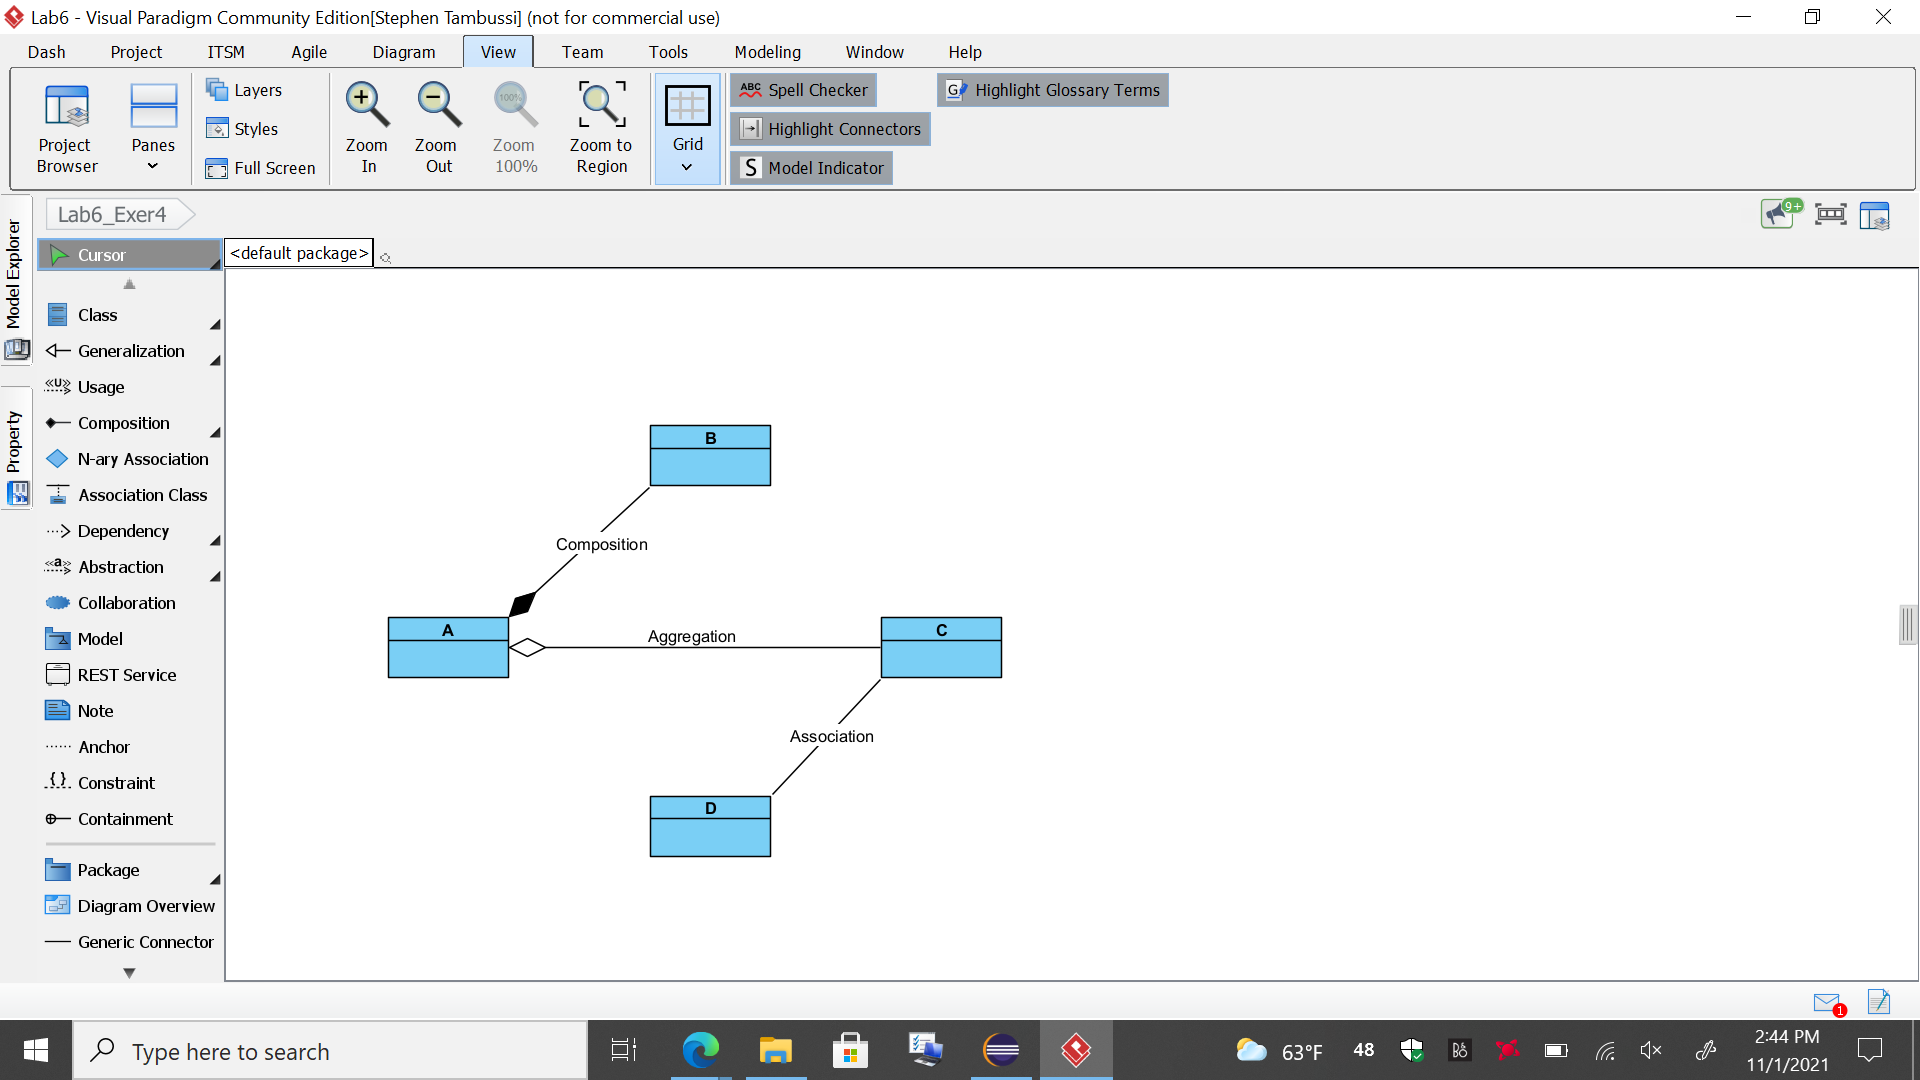 Lab6 - Visual Paradigm Community Edition[Stephen Tambussi] (not for commercial use)
Dash Project ITSM Agile Diagram View Team Tools Modeling Window Help
Project Browser
Panes
Layers
Styles
Full Screen
Zoom In
Zoom Out
100%
Zoom 100%
Zoom to Region
Grid
ABC Spell Checker
Highlight Connectors
S Model Indicator
G Highlight Glossary Terms
Model Explorer
Property
Lab6_Exer4
9+
Cursor
<default package>
Class
Generalization
<<U>> Usage
Composition
N-ary Association
Association Class
Dependency
<<a>> Abstraction
Collaboration
Model
REST Service
Note
Anchor
{} Constraint
Containment
Package
Diagram Overview
Generic Connector
B
Composition
A
Aggregation
C
Association
D
1
Type here to search
63°F
48
2:44 PM
11/1/2021